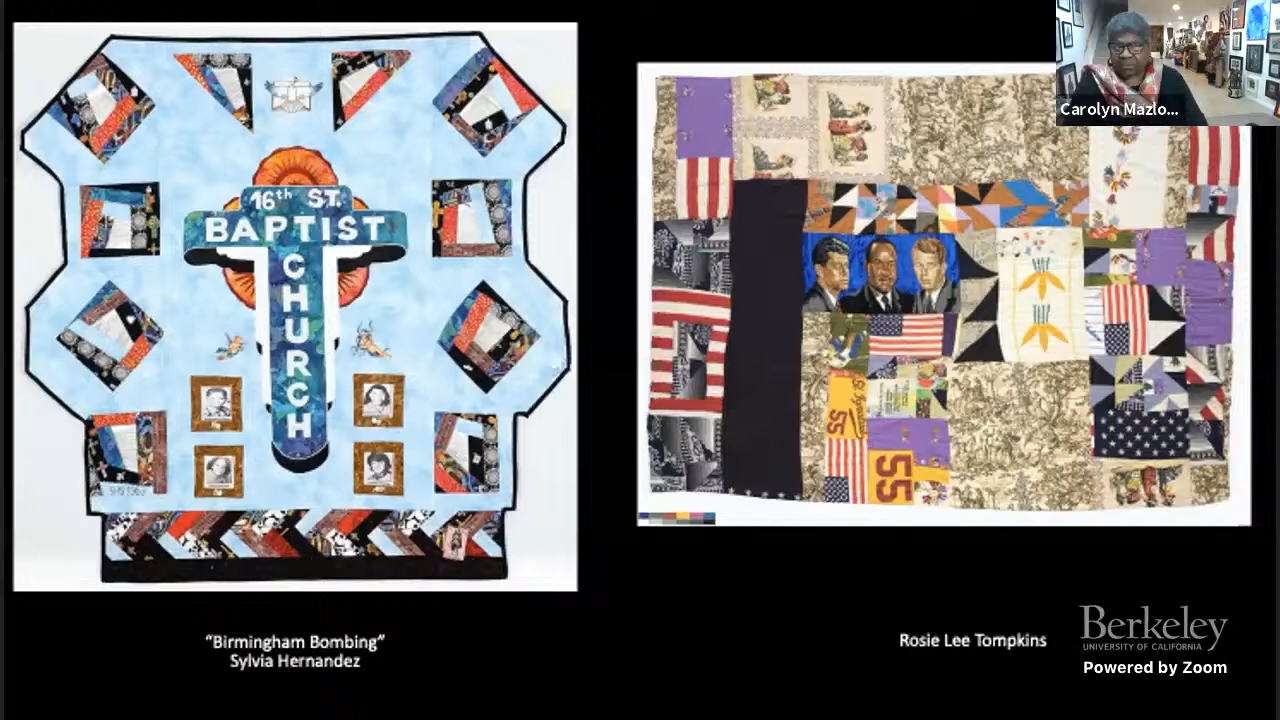 Carolyn Mazlo...
16th ST.
BAPTIST
CHURCH
55
55
"Birmingham Bombing"
Sylvia Hernandez
Rosie Lee Tompkins
Berkeley
UNIVERSITY OF CALIFORNIA
Powered by Zoom